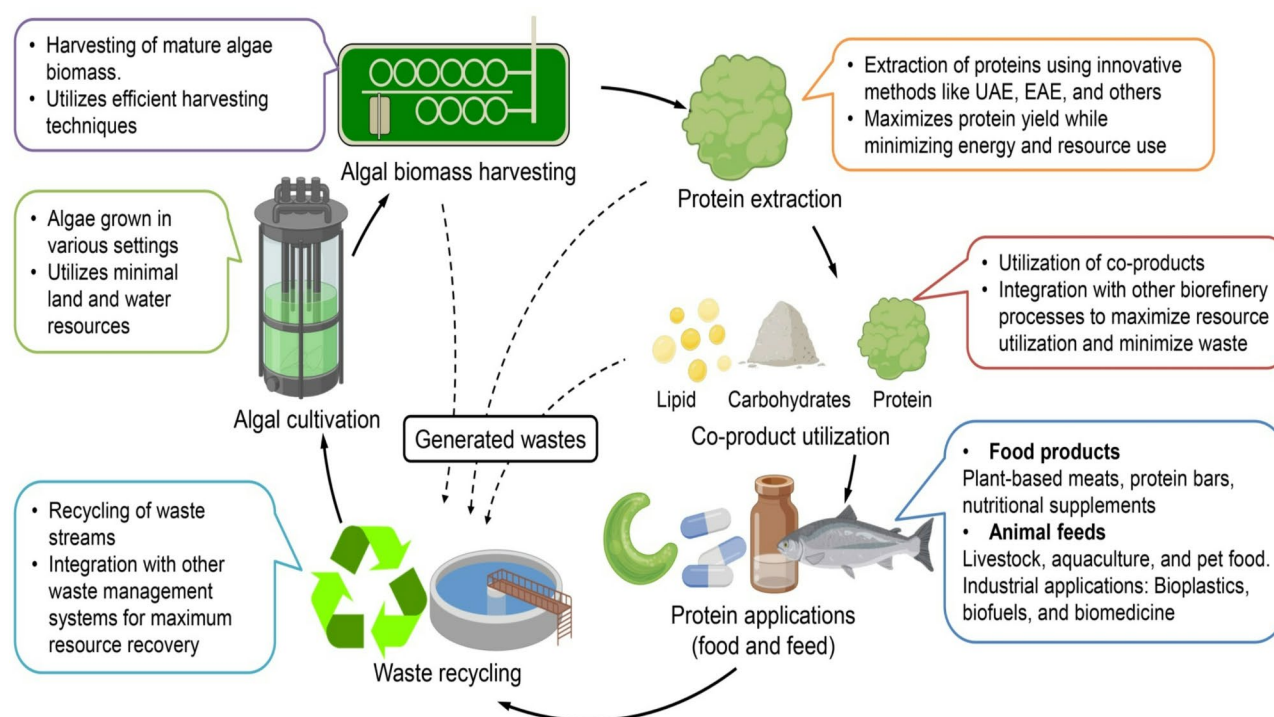 • Harvesting of mature algae
biomass.
• Utilizes efficient harvesting
techniques
Algal biomass harvesting
• Extraction of proteins using innovative
methods like UAE, EAE, and others
• Maximizes protein yield while
minimizing energy and resource use
Protein extraction
• Algae grown in
various settings
• Utilizes minimal
land and water
resources
Algal cultivation
• Utilization of co-products
• Integration with other biorefinery
processes to maximize resource
utilization and minimize waste
Lipid
Carbohydrates
Protein
Co-product utilization
Generated wastes
• Food products
Plant-based meats, protein bars,
nutritional supplements
• Animal feeds
Livestock, aquaculture, and pet food.
Industrial applications: Bioplastics,
biofuels, and biomedicine
Protein applications
(food and feed)
• Recycling of waste
streams
• Integration with other
waste management
systems for maximum
resource recovery
Waste recycling